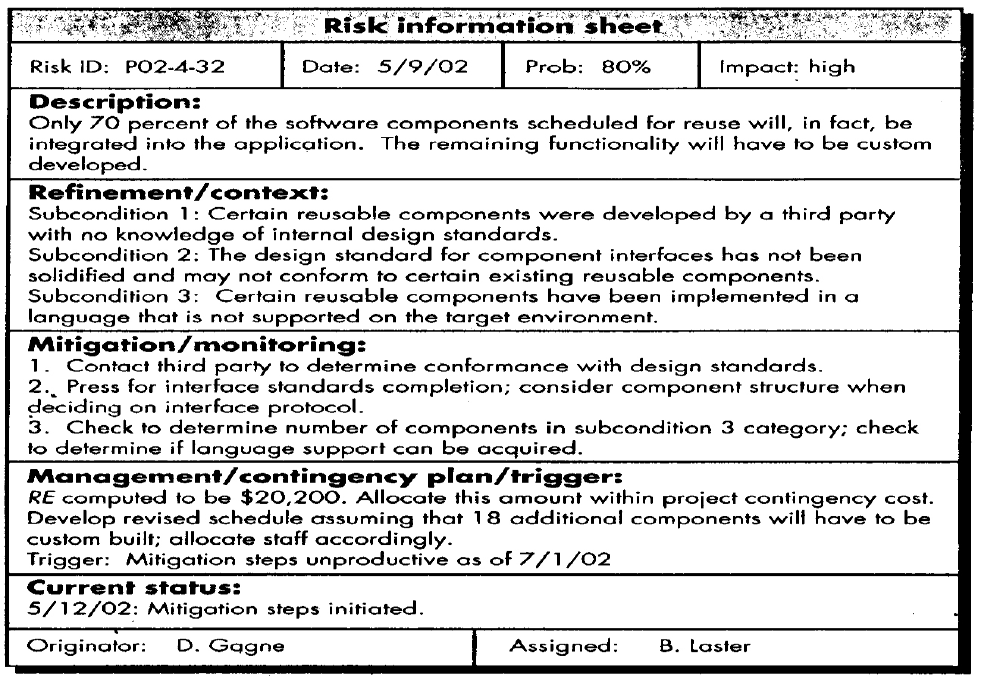 Risk information sheet
Risk ID: P02-4-32 Date: 5/9/02 Prob: 80% Impact: high
Description:
Only 70 percent of the software components scheduled for reuse will, in fact, be
integrated into the application. The remaining functionality will have to be custom
developed.
Refinement/context:
Subcondition 1: Certain reusable components were developed by a third party
with no knowledge of internal design standards.
Subcondition 2: The design standard for component interfaces has not been
solidified and may not conform to certain existing reusable components.
Subcondition 3: Certain reusable components have been implemented in a
language that is not supported on the target environment.
Mitigation/monitoring:
1. Contact third party to determine conformance with design standards.
2. Press for interface standards completion; consider component structure when
deciding on interface protocol.
3. Check to determine number of components in subcondition 3 category; check
to determine if language support can be acquired.
Management/contingency plan/trigger:
RE computed to be $20,200. Allocate this amount within project contingency cost.
Develop revised schedule assuming that 18 additional components will have to be
custom built; allocate staff accordingly.
Trigger: Mitigation steps unproductive as of 7/1/02
Current status:
5/12/02: Mitigation steps initiated.
Originator: D. Gagne Assigned: B. Laster